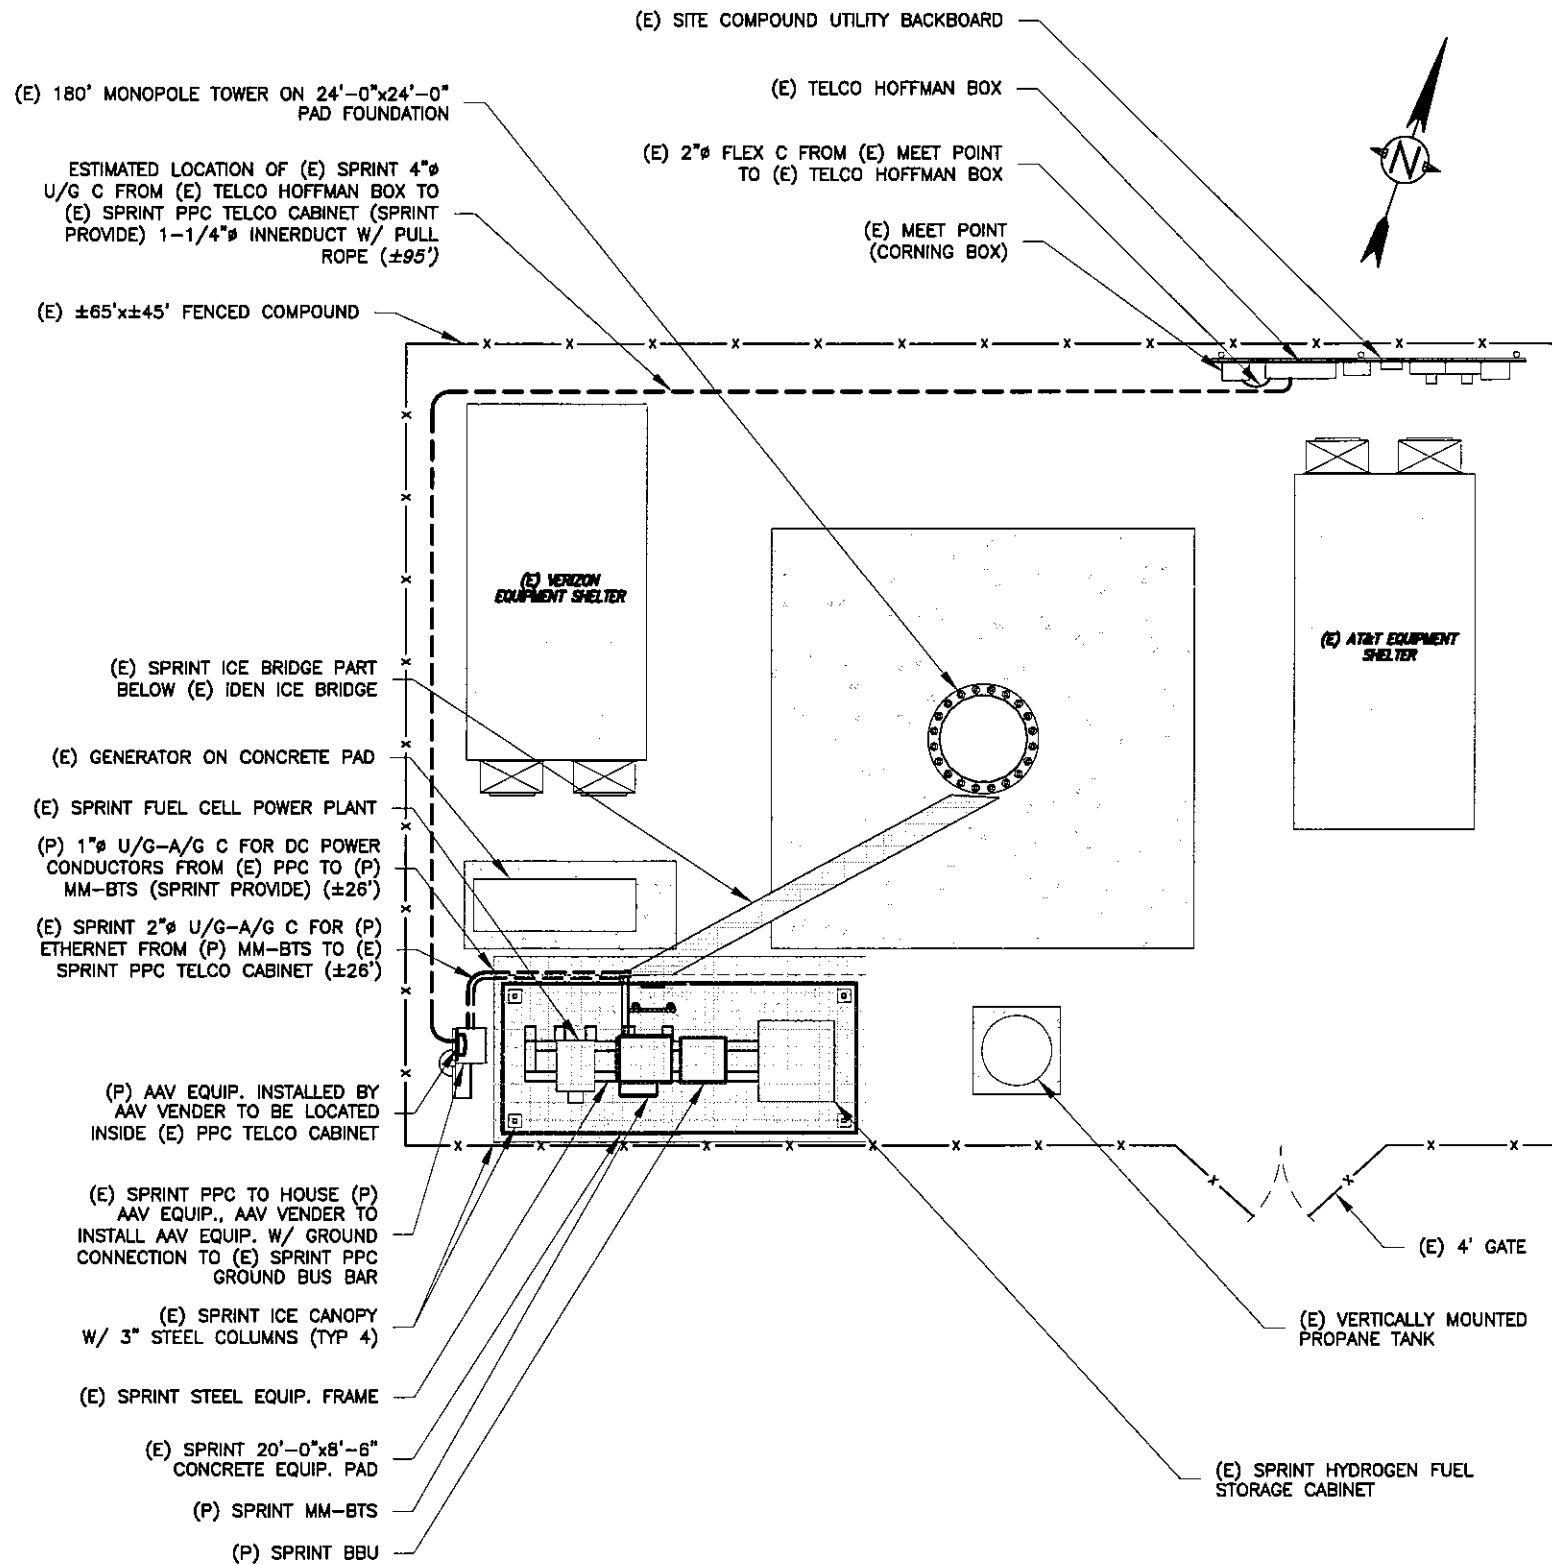 (E) SITE COMPOUND UTILITY BACKBOARD
(E) 180' MONOPOLE TOWER ON 24'-0"x24'-0"
PAD FOUNDATION
(E) TELCO HOFFMAN BOX
(E) 2"ø FLEX C FROM (E) MEET POINT
TO (E) TELCO HOFFMAN BOX
ESTIMATED LOCATION OF (E) SPRINT 4"ø
U/G C FROM (E) TELCO HOFFMAN BOX TO
(E) SPRINT PPC TELCO CABINET (SPRINT
PROVIDE) 1-1/4"ø INNERDUCT W/ PULL
ROPE (±95')
(E) MEET POINT
(CORNING BOX)
N
(E) ±65'x±45' FENCED COMPOUND
(E) VERIZON
EQUIPMENT SHELTER
(E) AT&T EQUIPMENT
SHELTER
(E) SPRINT ICE BRIDGE PART
BELOW (E) IDEN ICE BRIDGE
(E) GENERATOR ON CONCRETE PAD
(E) SPRINT FUEL CELL POWER PLANT
(P) 1"ø U/G-A/G C FOR DC POWER
CONDUCTORS FROM (E) PPC TO (P)
MM-BTS (SPRINT PROVIDE) (±26')
(E) SPRINT 2"ø U/G-A/G C FOR (P)
ETHERNET FROM (P) MM-BTS TO (E)
SPRINT PPC TELCO CABINET (±26')
(P) AAV EQUIP. INSTALLED BY
AAV VENDER TO BE LOCATED
INSIDE (E) PPC TELCO CABINET
(E) SPRINT PPC TO HOUSE (P)
AAV EQUIP., AAV VENDER TO
INSTALL AAV EQUIP. W/ GROUND
CONNECTION TO (E) SPRINT PPC
GROUND BUS BAR
(E) SPRINT ICE CANOPY
W/ 3" STEEL COLUMNS (TYP 4)
(E) SPRINT STEEL EQUIP. FRAME
(E) SPRINT 20'-0"x8'-6"
CONCRETE EQUIP. PAD
(P) SPRINT MM-BTS
(P) SPRINT BBU
(E) 4' GATE
(E) VERTICALLY MOUNTED
PROPANE TANK
(E) SPRINT HYDROGEN FUEL
STORAGE CABINET